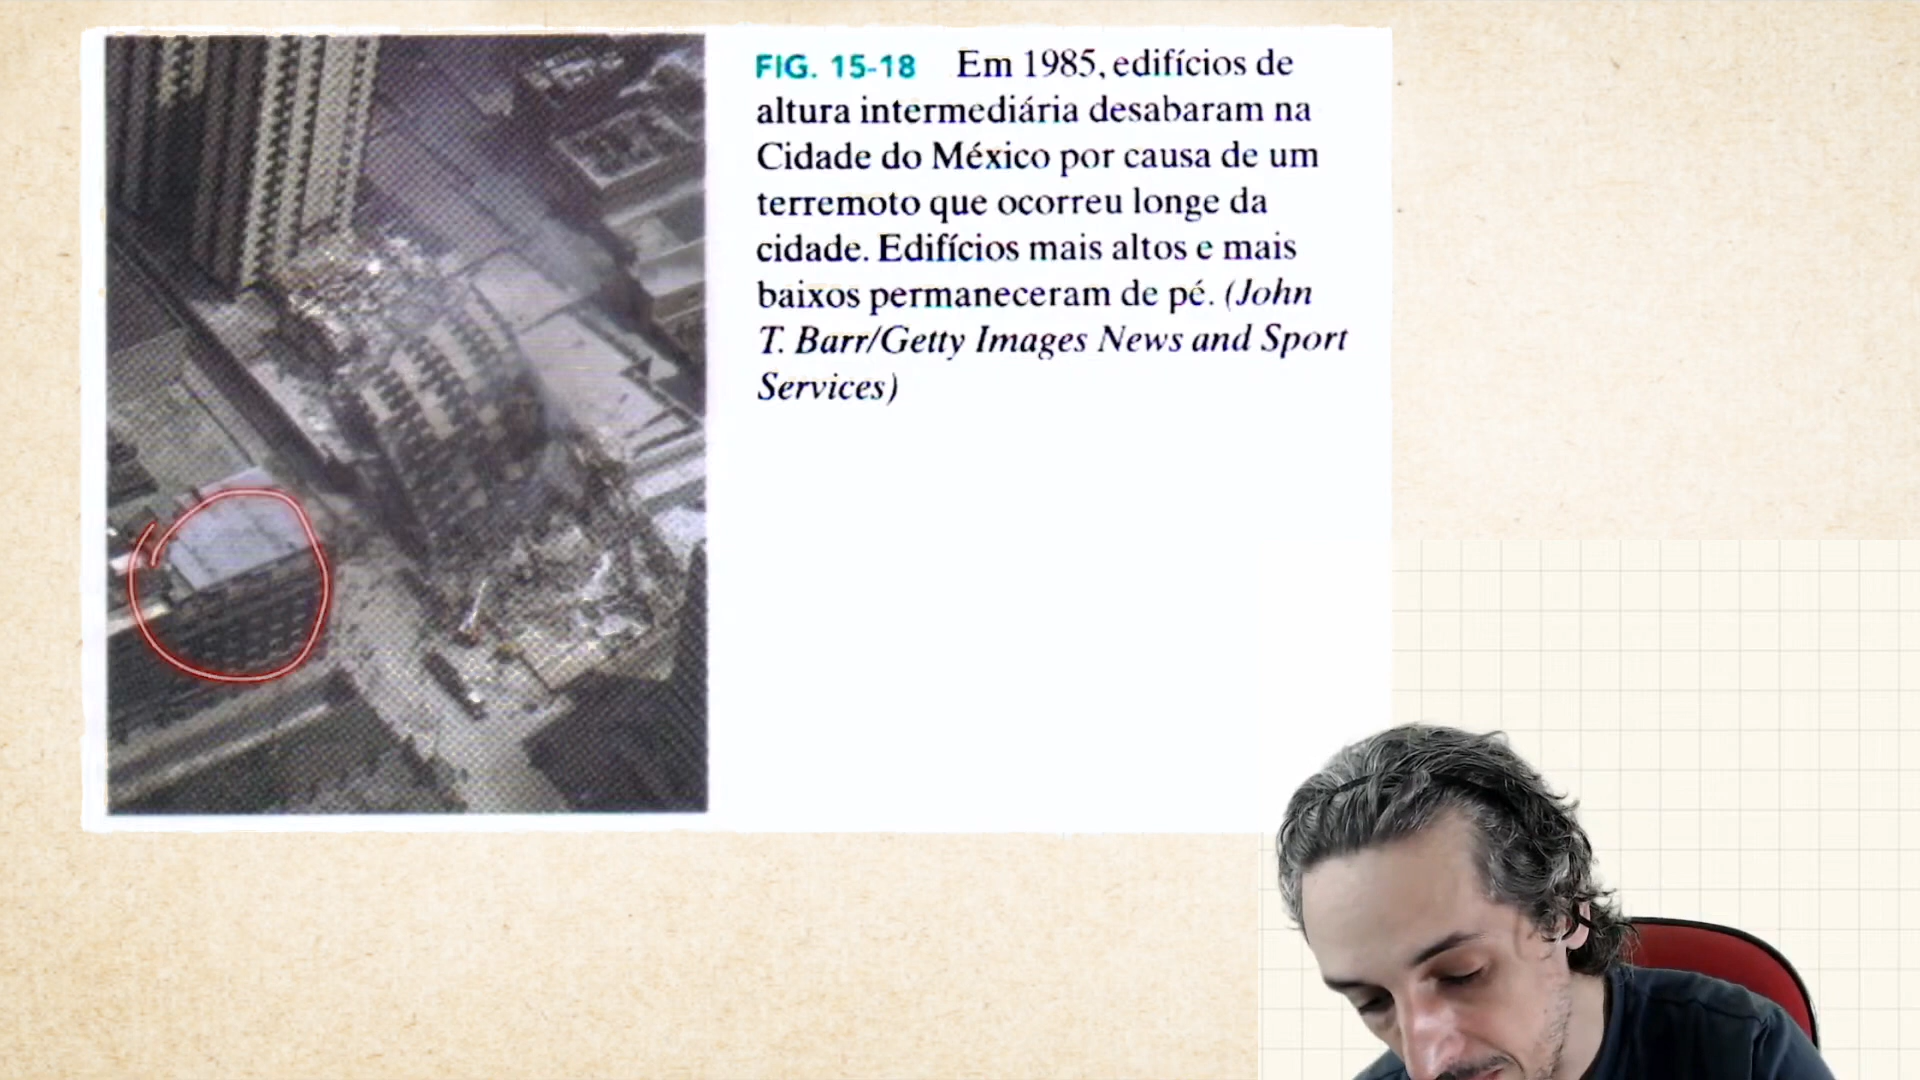 FIG. 15-18 Em 1985, edifícios de
altura intermediária desabaram na
Cidade do México por causa de um
terremoto que ocorreu longe da
cidade. Edifícios mais altos e mais
baixos permaneceram de pé. (John
T. Barr/Getty Images News and Sport
Services)